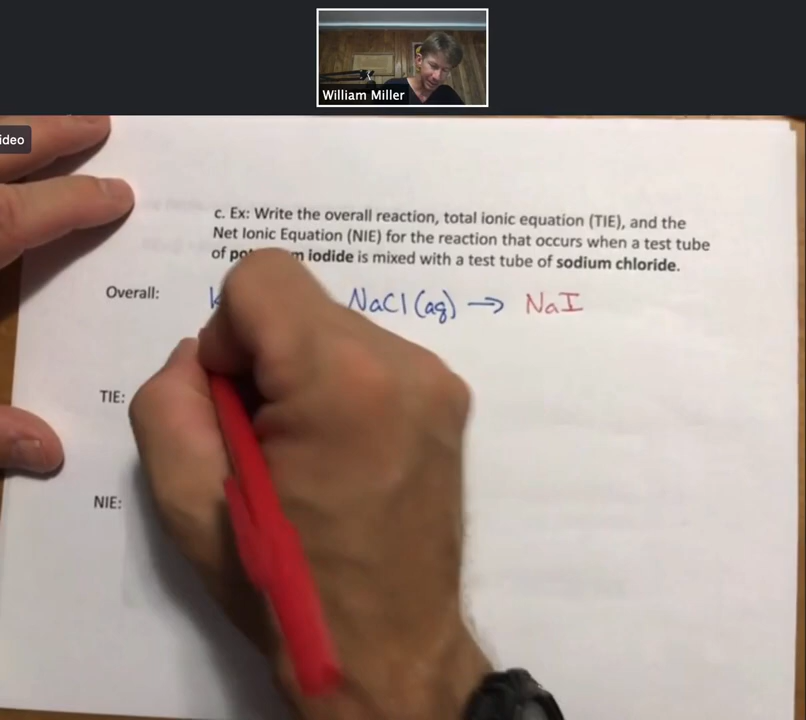 William Miller
ideo
c. Ex: Write the overall reaction, total ionic equation (TIE), and the
Net Ionic Equation (NIE) for the reaction that occurs when a test tube
of iodide is mixed with a test tube of sodium chloride.
Overall: K NaCl(aq) → NaI
TIE:
NIE: